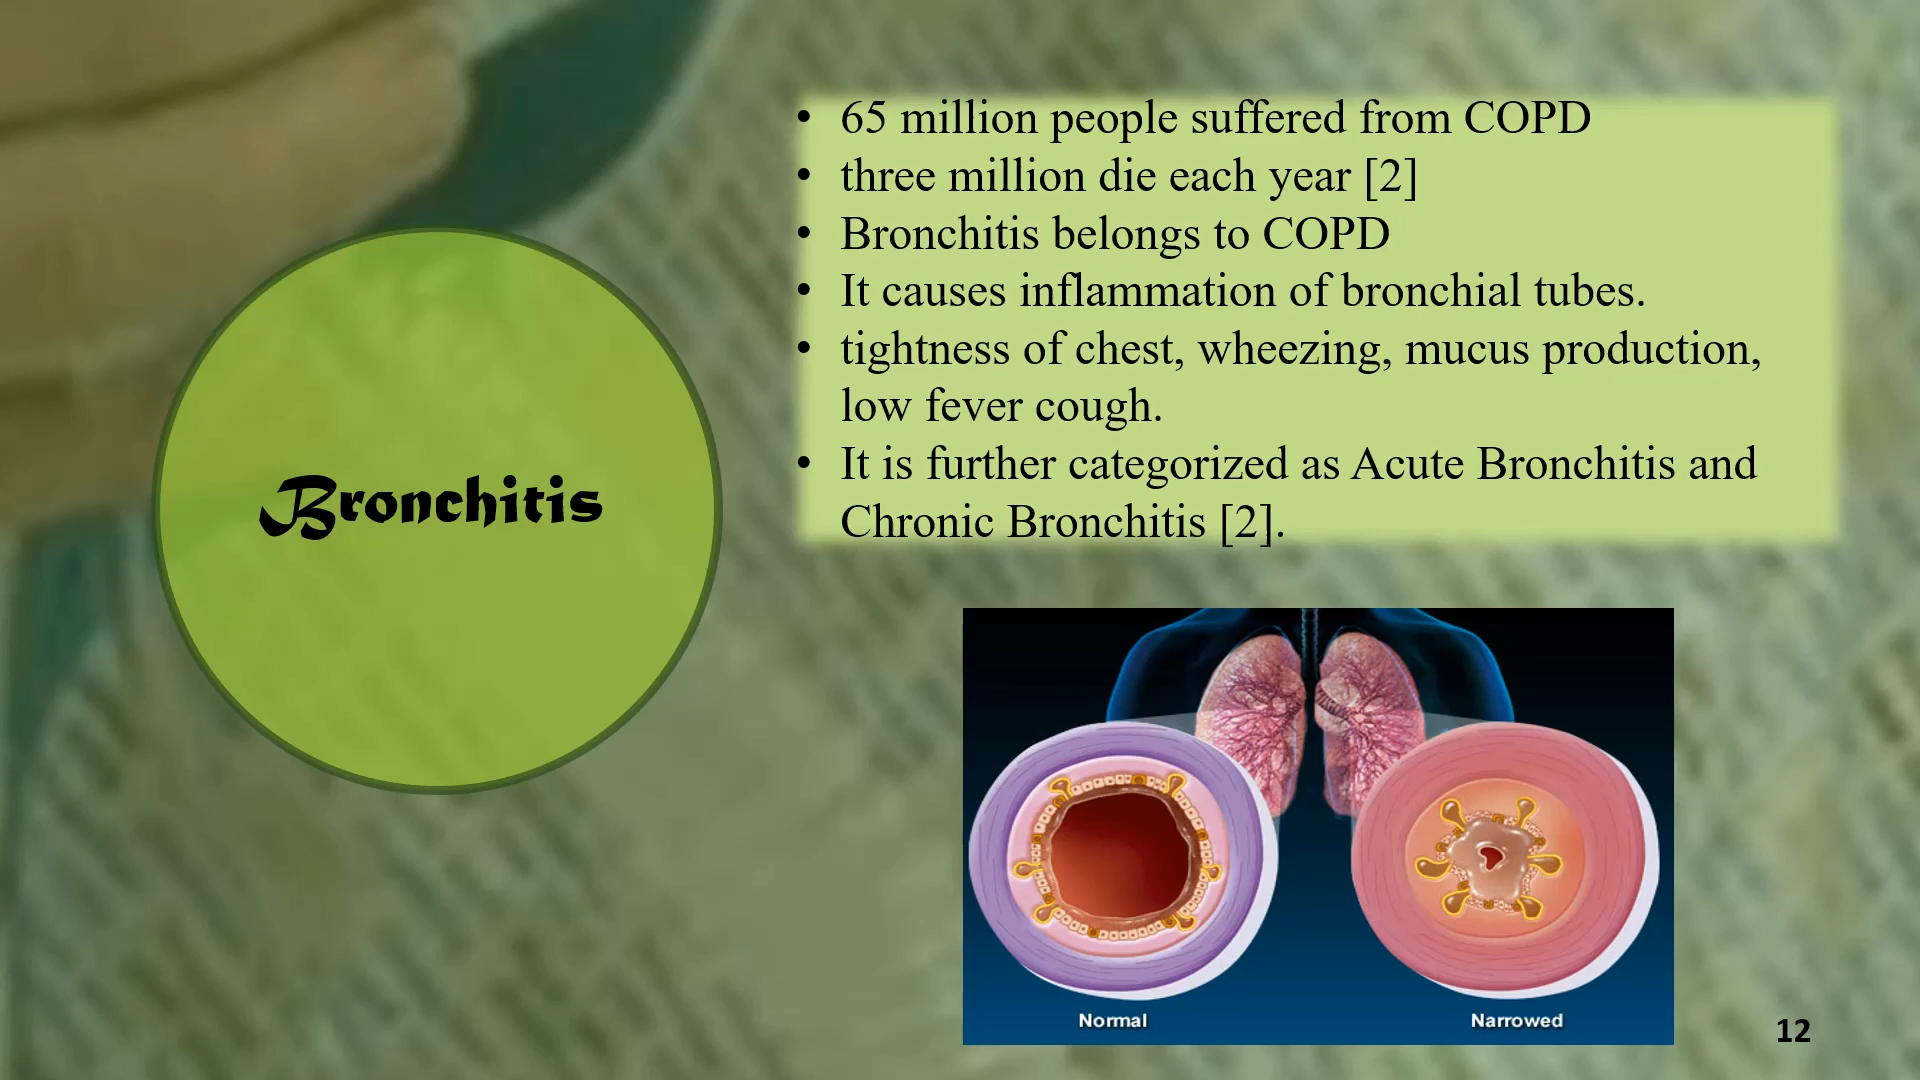 Bronchitis
• 65 million people suffered from COPD
• three million die each year [2]
• Bronchitis belongs to COPD
• It causes inflammation of bronchial tubes.
• tightness of chest, wheezing, mucus production,
low fever cough.
• It is further categorized as Acute Bronchitis and
Chronic Bronchitis [2].
Normal
Narrowed
12